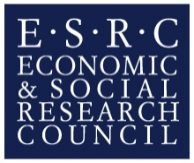 E·S·R·C
ECONOMIC
& SOCIAL
RESEARCH
COUNCIL